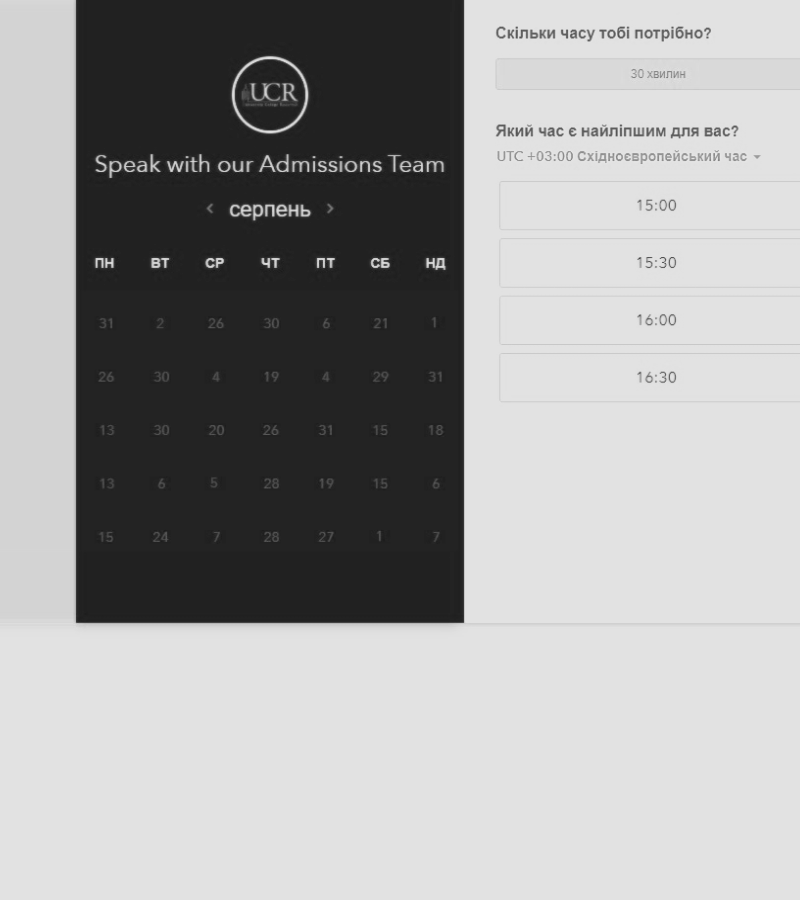 UCR
Speak with our Admissions Team
серпень
ПН ВТ СР ЧТ ПТ СБ НД
31 2 26 30 6 21 1
26 30 4 19 4 29 31
13 30 20 26 31 15 18
13 6 5 28 19 15 6
15 24 7 28 27 1 7
Скільки часу тобі потрібно?
30 хвилин
Який час є найліпшим для вас?
UTC +03:00 Східноєвропейський час
15:00
15:30
16:00
16:30